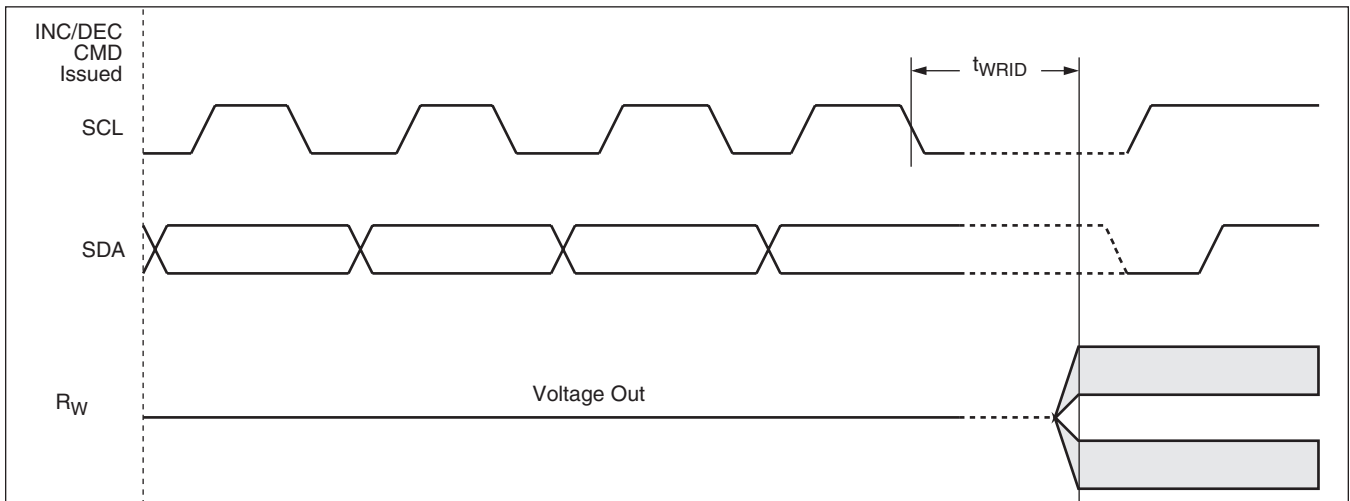 INC/DEC
CMD
Issued
tWRID
SCL
SDA
Voltage Out
RW